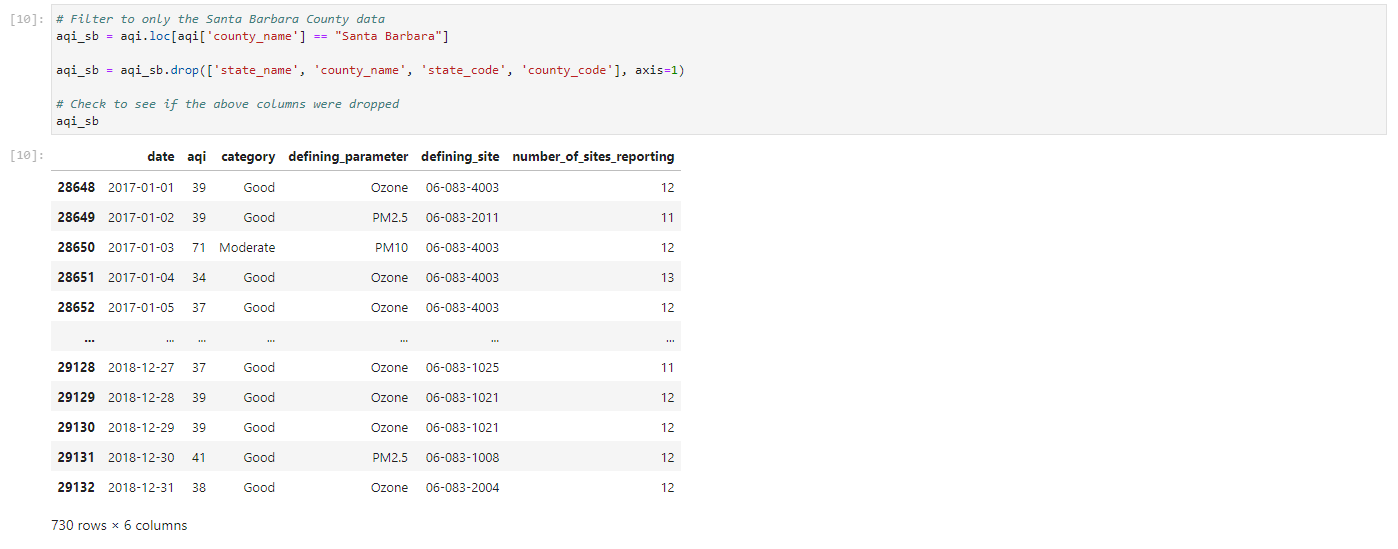 [10]: # Filter to only the Santa Barbara County data
aqi_sb = aqi.loc[aqi['county_name'] == "Santa Barbara"]
aqi_sb = aqi_sb.drop(['state_name', 'county_name', 'state_code', 'county_code'], axis=1)
# Check to see if the above columns were dropped
aqi_sb
[10]: date aqi category defining_parameter defining_site number_of_sites_reporting
28648 2017-01-01 39 Good Ozone 06-083-4003 12
28649 2017-01-02 39 Good PM2.5 06-083-2011 11
28650 2017-01-03 71 Moderate PM10 06-083-4003 12
28651 2017-01-04 34 Good Ozone 06-083-4003 13
28652 2017-01-05 37 Good Ozone 06-083-4003 12
... ... ... ... ... ... ...
29128 2018-12-27 37 Good Ozone 06-083-1025 11
29129 2018-12-28 39 Good Ozone 06-083-1021 12
29130 2018-12-29 39 Good Ozone 06-083-1021 12
29131 2018-12-30 41 Good PM2.5 06-083-1008 12
29132 2018-12-31 38 Good Ozone 06-083-2004 12
730 rows × 6 columns